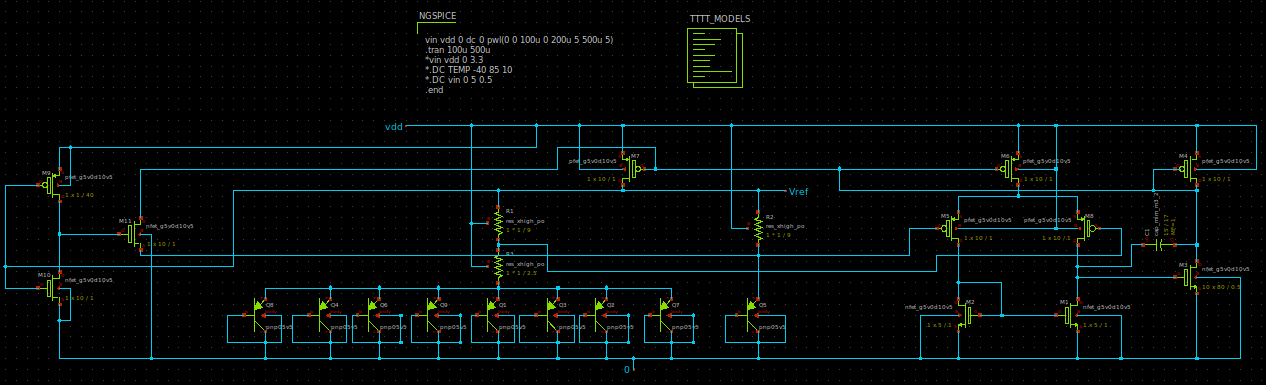 NGSPICE
TTTT_MODELS
vin vdd 0 dc 0 pwl(0 0 100u 0 200u 5 500u 5)
.tran 100u 500u
*vin vdd 0 3.3
*.DC TEMP -40 85 10
*.DC vin 0 5 0.5
.end
vdd
M9
pfet_g5v0d10v5
1 x 1 / 40
M7
pfet_g5v0d10v5
1 x 10 / 1
M6
pfet_g5v0d10v5
1 x 10 / 1
M4
pfet_g5v0d10v5
1 x 10 / 1
Vref
M11
nfet_g5v0d10v5
1 x 10 / 1
R1
res_xhigh_po
1 * 1 / 9
R2
res_xhigh_po
1 * 1 / 9
M5
pfet_g5v0d10v5
1 x 10 / 1
M8
pfet_g5v0d10v5
1 x 10 / 1
C1
res_xhigh_po
1 * 1 / 2.5
M10
nfet_g5v0d10v5
1 x 10 / 1
M3
nfet_g5v0d10v5
10 x 80 / 0.5
Q8
pnp05v5
Q4
pnp05v5
Q6
pnp05v5
Q9
pnp05v5
Q1
pnp05v5
Q3
pnp05v5
Q2
pnp05v5
Q7
pnp05v5
Q5
pnp05v5
M2
nfet_g5v0d10v5
1 x 5 / 1
M1
nfet_g5v0d10v5
1 x 5 / 1
0